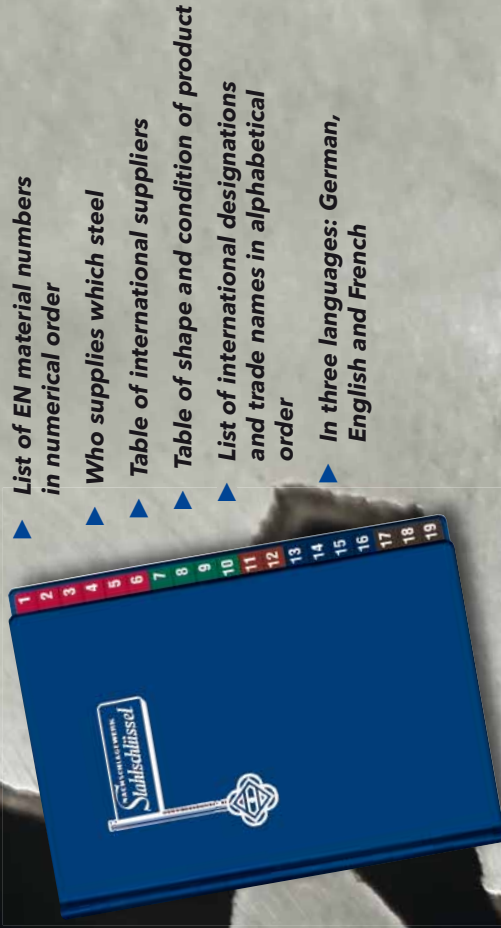 List of EN material numbers
in numerical order
Who supplies which steel
Table of international suppliers
Table of shape and condition of product
List of international designations
and trade names in alphabetical
order
In three languages: German,
English and French
NACHSCHLAGEWERK
Stahlschlüssel
1
2
3
4
5
6
7
8
9
10
11
12
13
14
15
16
17
18
19